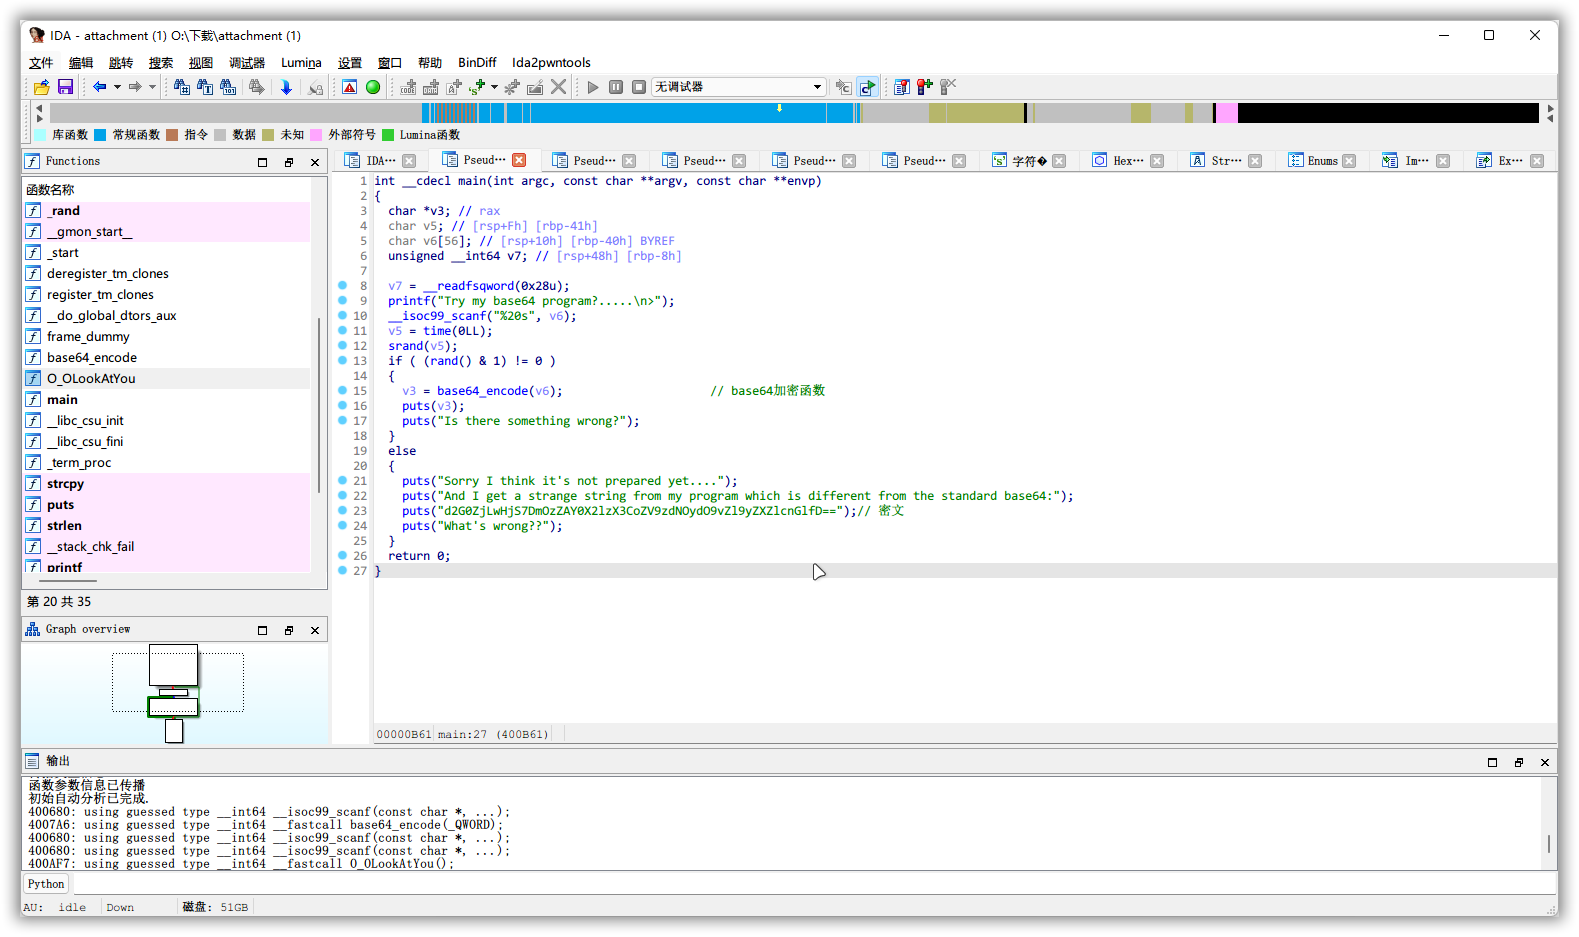 IDA - attachment (1) O:\下载\attachment (1)
文件 编辑 跳转 搜索 视图 调试器 Lumina 设置 窗口 帮助 BinDiff Ida2pwntools
无调试器
库函数 常规函数 指令 数据 未知 外部符号 Lumina函数
Functions
IDA··· Pseud··· Pseud··· Pseud··· Pseud··· Pseud··· 字符� Hex··· Str··· Enums Im··· Ex···
函数名称
_rand
__gmon_start__
_start
deregister_tm_clones
register_tm_clones
__do_global_dtors_aux
frame_dummy
base64_encode
O_OLookAtYou
main
__libc_csu_init
__libc_csu_fini
_term_proc
strcpy
puts
strlen
__stack_chk_fail
printf
第 20 共 35
Graph overview
1 int __cdecl main(int argc, const char **argv, const char **envp)
2 {
3 char *v3; // rax
4 char v5; // [rsp+Fh] [rbp-41h]
5 char v6[56]; // [rsp+10h] [rbp-40h] BYREF
6 unsigned __int64 v7; // [rsp+48h] [rbp-8h]
7
8 v7 = __readfsqword(0x28u);
9 printf("Try my base64 program?.....\n>");
10 __isoc99_scanf("%20s", v6);
11 v5 = time(0LL);
12 srand(v5);
13 if ( (rand() & 1) != 0 )
14 {
15 v3 = base64_encode(v6); // base64加密函数
16 puts(v3);
17 puts("Is there something wrong?");
18 }
19 else
20 {
21 puts("Sorry I think it's not prepared yet....");
22 puts("And I get a strange string from my program which is different from the standard base64:");
23 puts("d2G0ZjLwHjS7DmOzZAY0X2lzX3CoZV9zdNOydO9vZl9yZXZlcnGlfD==");// 密文
24 puts("What's wrong??");
25 }
26 return 0;
27 }
00000B61 main:27 (400B61)
输出
函数参数信息已传播
初始自动分析已完成.
400680: using guessed type __int64 __isoc99_scanf(const char *, ...);
4007A6: using guessed type __int64 __fastcall base64_encode(_QWORD);
400680: using guessed type __int64 __isoc99_scanf(const char *, ...);
400680: using guessed type __int64 __isoc99_scanf(const char *, ...);
400AF7: using guessed type __int64 __fastcall O_OLookAtYou();
Python
AU: idle Down 磁盘: 51GB